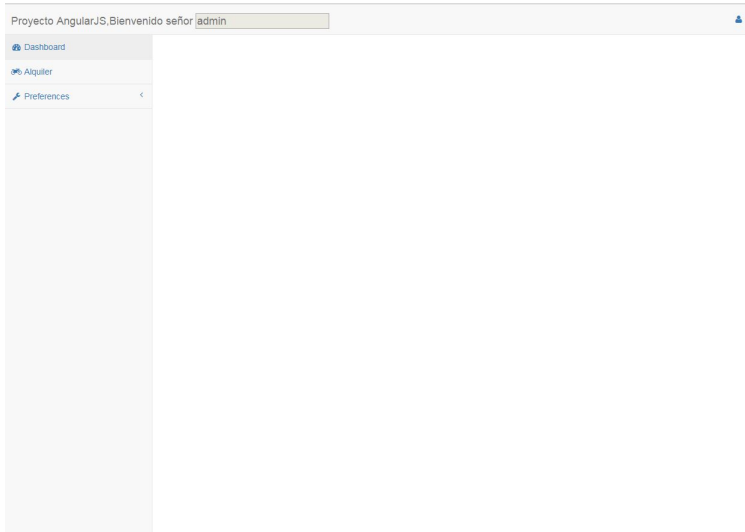 Proyecto AngularJS,Bienvenido señor admin
Dashboard
Alquiler
Preferences